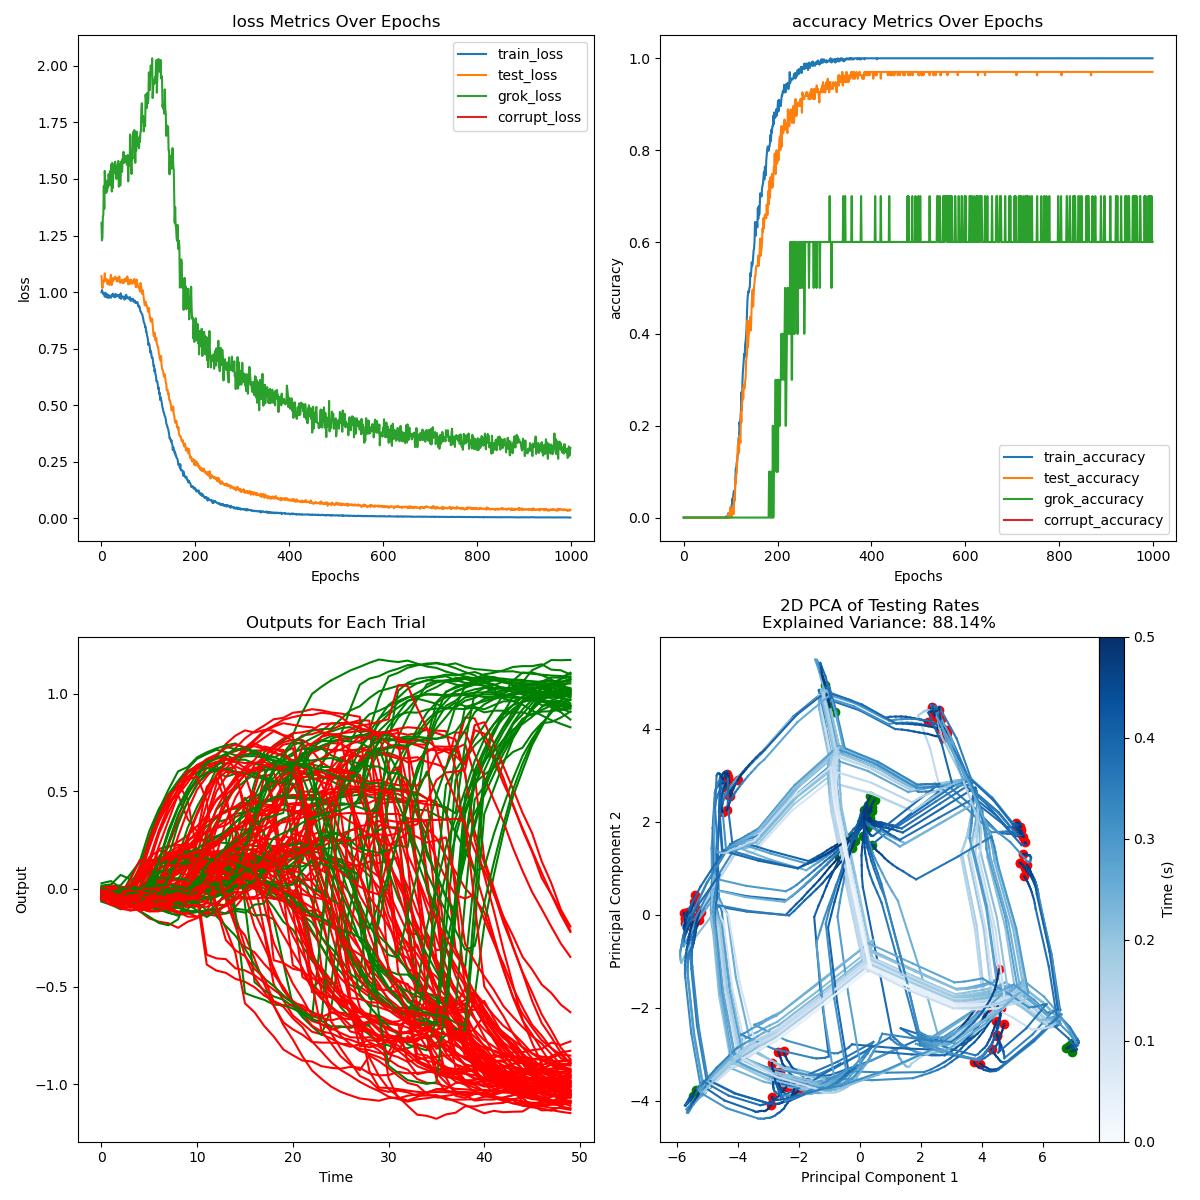 loss Metrics Over Epochs
loss
2.00
1.75
1.50
1.25
1.00
0.75
0.50
0.25
0.00
train_loss
test_loss
grok_loss
corrupt_loss
0 200 400 600 800 1000
Epochs
accuracy Metrics Over Epochs
accuracy
1.0
0.8
0.6
0.4
0.2
0.0
train_accuracy
test_accuracy
grok_accuracy
corrupt_accuracy
0 200 400 600 800 1000
Epochs
Outputs for Each Trial
Output
1.0
0.5
0.0
−0.5
−1.0
0 10 20 30 40 50
Time
2D PCA of Testing Rates
Explained Variance: 88.14%
Principal Component 2
4
2
0
−2
−4
−6 −4 −2 0 2 4 6
Principal Component 1
0.5
0.4
0.3
0.2
0.1
0.0
Time (s)